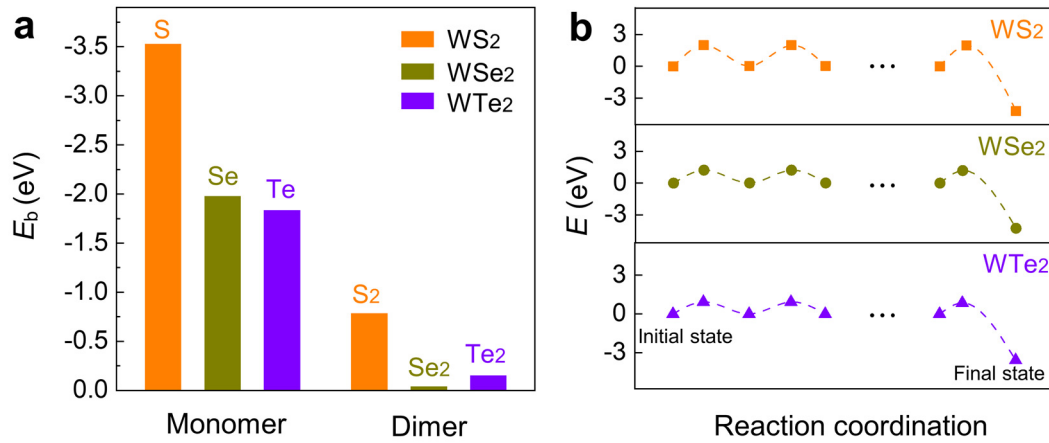 a
S
Se
Te
S2
Se2
Te2
WS2
WSe2
WTe2
-3.5
-3.0
-2.5
-2.0
-1.5
-1.0
-0.5
0.0
Eb (eV)
Monomer
Dimer
b
WS2
3
0
-3
...
WSe2
3
0
-3
...
WTe2
3
0
-3
...
Initial state
Final state
E (eV)
Reaction coordination